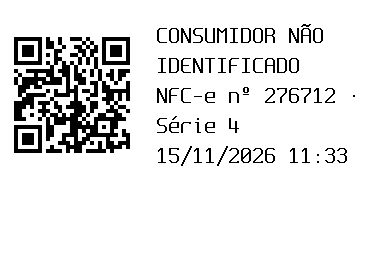 CONSUMIDOR NÃO
IDENTIFICADO
NFC-e nº 276712 ·
Série 4
15/11/2026 11:33